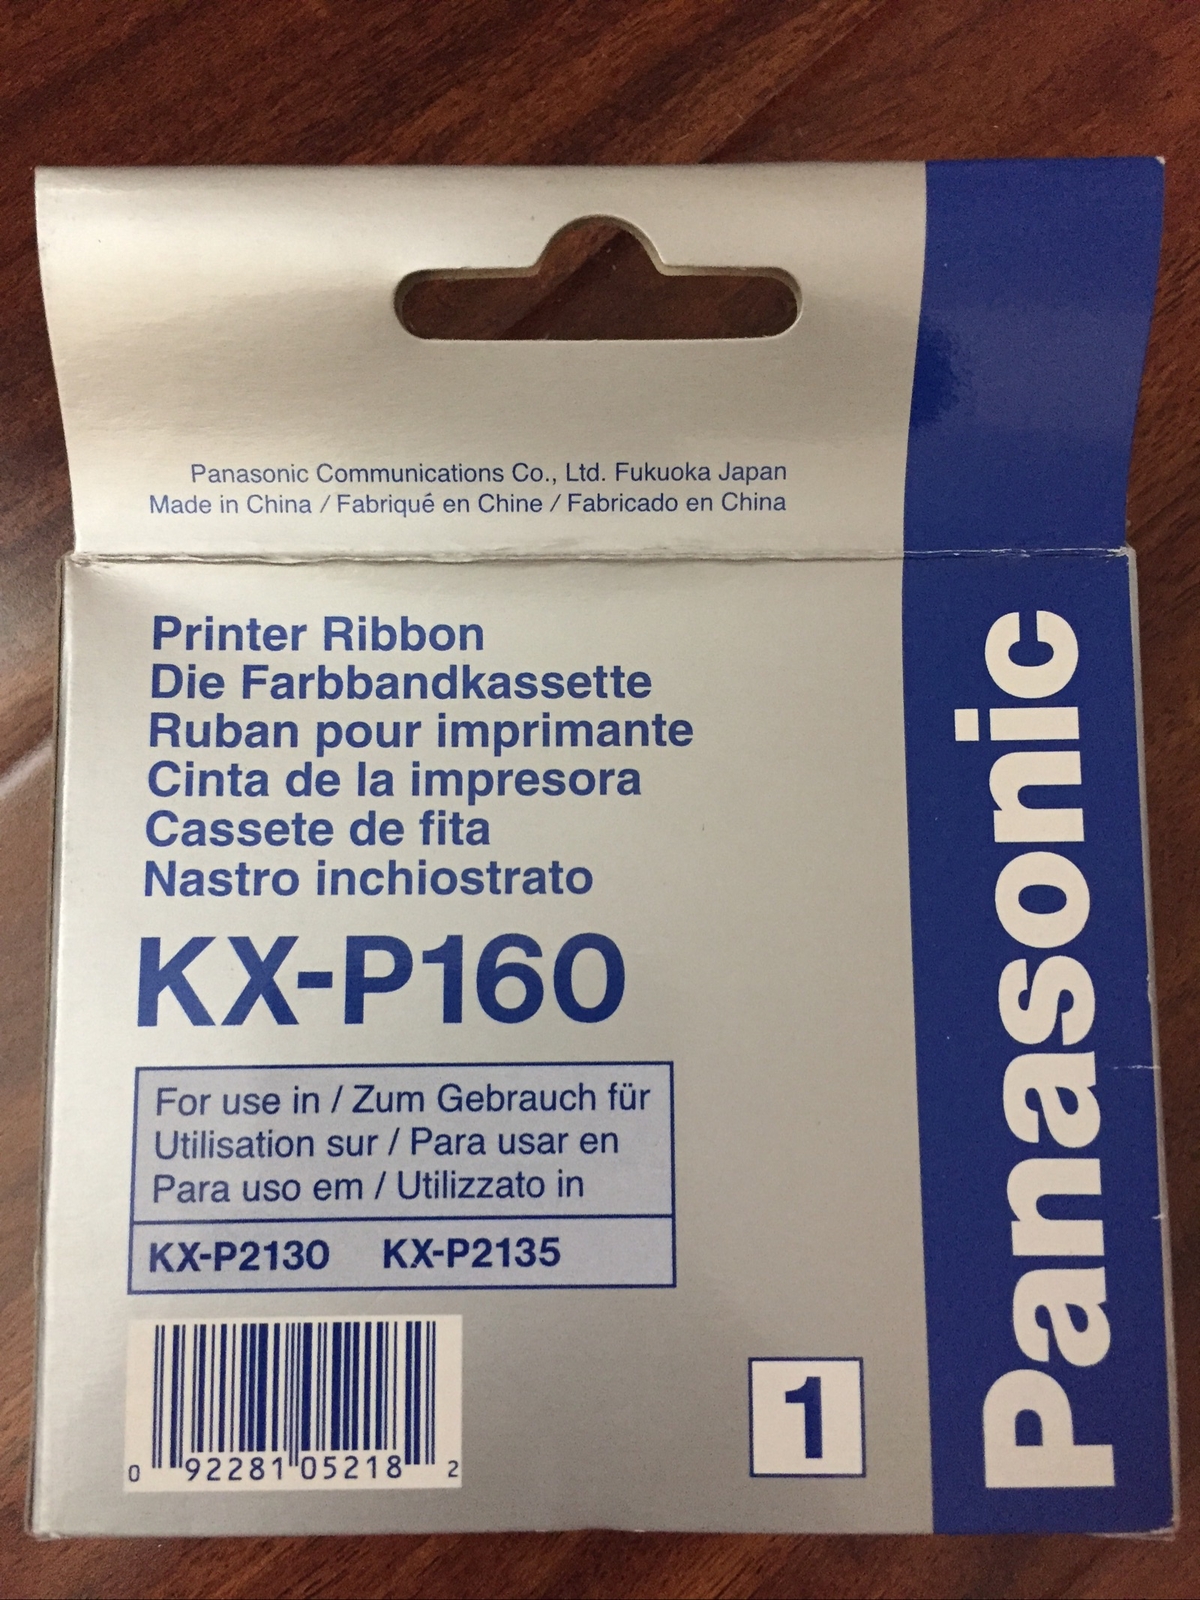 Panasonic Communications Co., Ltd. Fukuoka Japan
Made in China / Fabriqué en Chine / Fabricado en China
Printer Ribbon
Die Farbbandkassette
Ruban pour imprimante
Cinta de la impresora
Cassete de fita
Nastro inchiostrato
KX-P160
For use in / Zum Gebrauch für
Utilisation sur / Para usar en
Para uso em / Utilizzato in
KX-P2130 KX-P2135
0 92281 05218 2
1
Panasonic